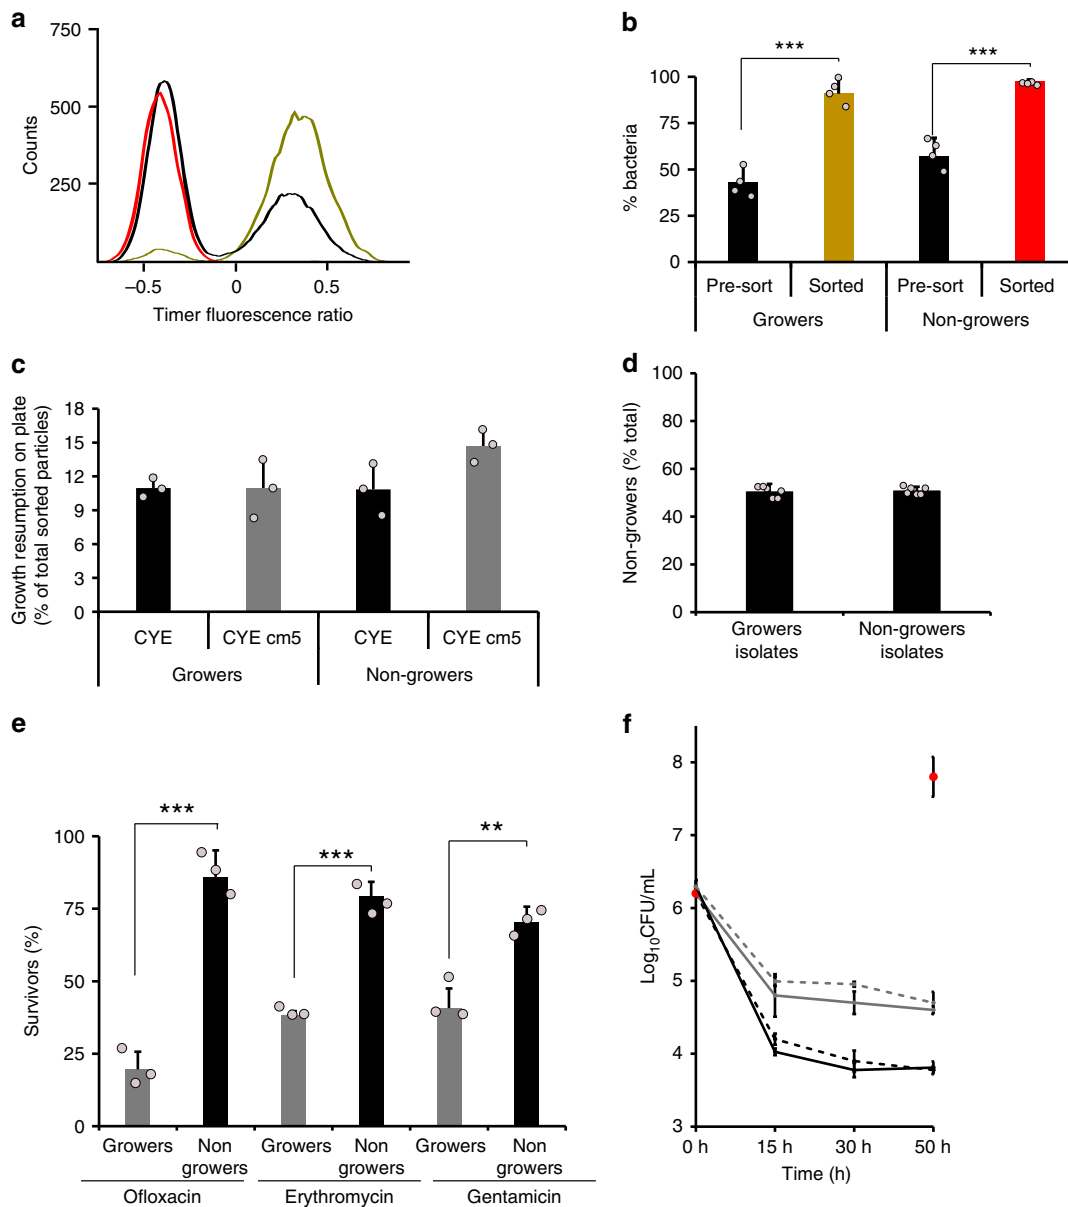 a
750
500
250
Counts
−0.5
0
0.5
Timer fluorescence ratio
b
***
***
100
75
50
25
0
% bacteria
Pre-sort
Sorted
Pre-sort
Sorted
Growers
Non-growers
c
18
15
12
9
6
3
0
Growth resumption on plate
(% of total sorted particles)
CYE
CYE cm5
CYE
CYE cm5
Growers
Non-growers
d
100
80
60
40
20
0
Non-growers (% total)
Growers
isolates
Non-growers
isolates
e
***
***
**
100
75
50
25
0
Survivors (%)
Growers
Non
growers
Growers
Non
growers
Growers
Non
growers
Ofloxacin
Erythromycin
Gentamicin
f
8
7
6
5
4
3
Log10CFU/mL
0 h
15 h
30 h
50 h
Time (h)